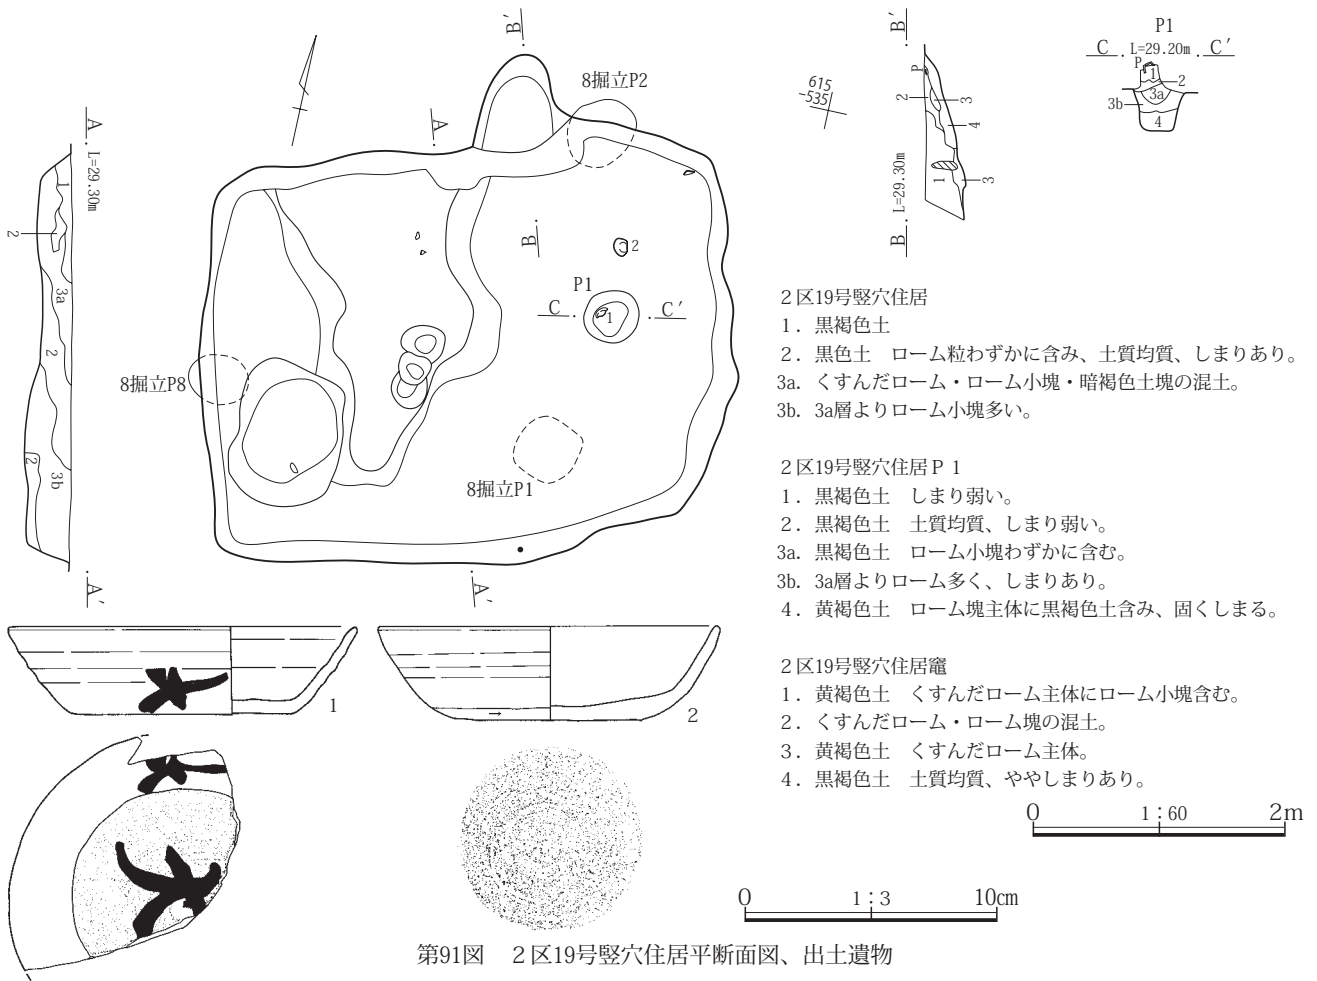 B′
8掘立P2
A
A
L=29.30m
1
2
3a
2
2
3b
A′
B
2
P1
C
C′
1
8掘立P8
8掘立P1
A′
615
-535
B′
P
2
3
4
1
3
L=29.30m
B
P1
C L=29.20m C′
P
1
2
3a
3b
4
2区19号竪穴住居
1. 黒褐色土
2. 黒色土　ローム粒わずかに含み、土質均質、しまりあり。
3a. くすんだローム・ローム小塊・暗褐色土塊の混土。
3b. 3a層よりローム小塊多い。
2区19号竪穴住居P1
1. 黒褐色土　しまり弱い。
2. 黒褐色土　土質均質、しまり弱い。
3a. 黒褐色土　ローム小塊わずかに含む。
3b. 3a層よりローム多く、しまりあり。
4. 黄褐色土　ローム塊主体に黒褐色土含み、固くしまる。
2区19号竪穴住居竈
1. 黄褐色土　くすんだローム主体にローム小塊含む。
2. くすんだローム・ローム塊の混土。
3. 黄褐色土　くすんだローム主体。
4. 黒褐色土　土質均質、ややしまりあり。
0 1:60 2m
1
2
0 1:3 10cm
第91図　2区19号竪穴住居平断面図、出土遺物